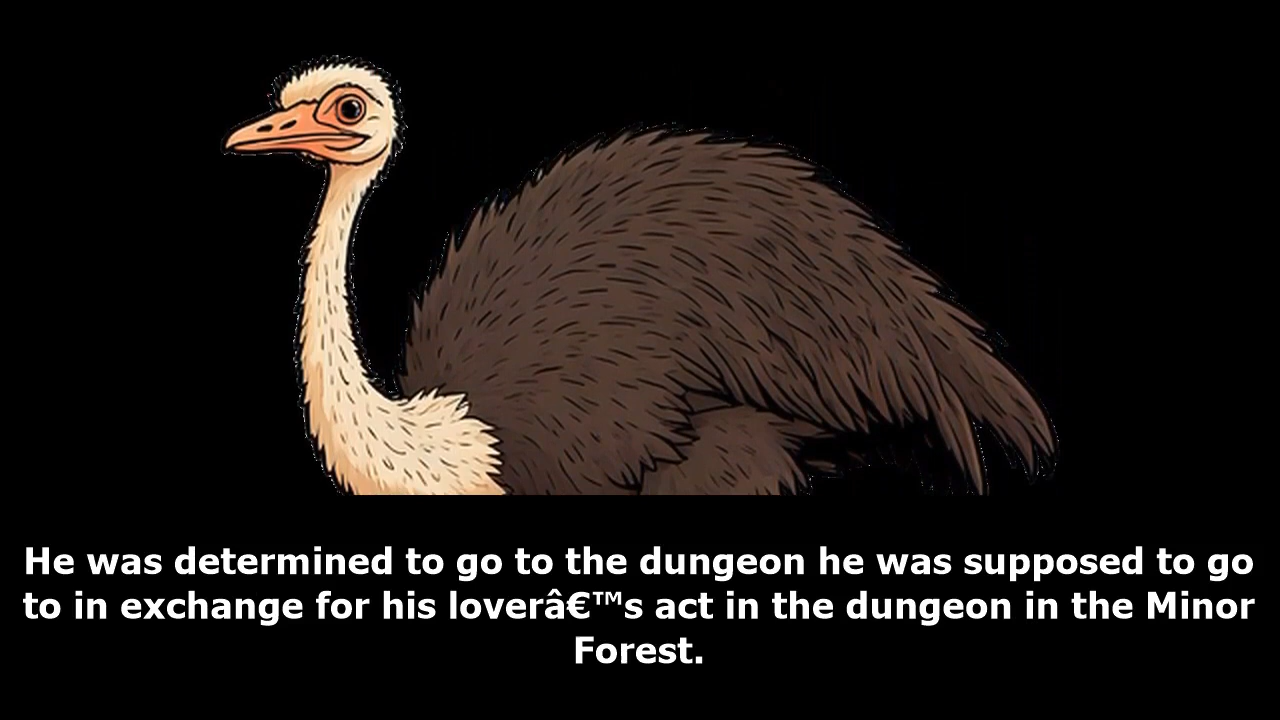 He was determined to go to the dungeon he was supposed to go
to in exchange for his loverâ€™s act in the dungeon in the Minor
Forest.